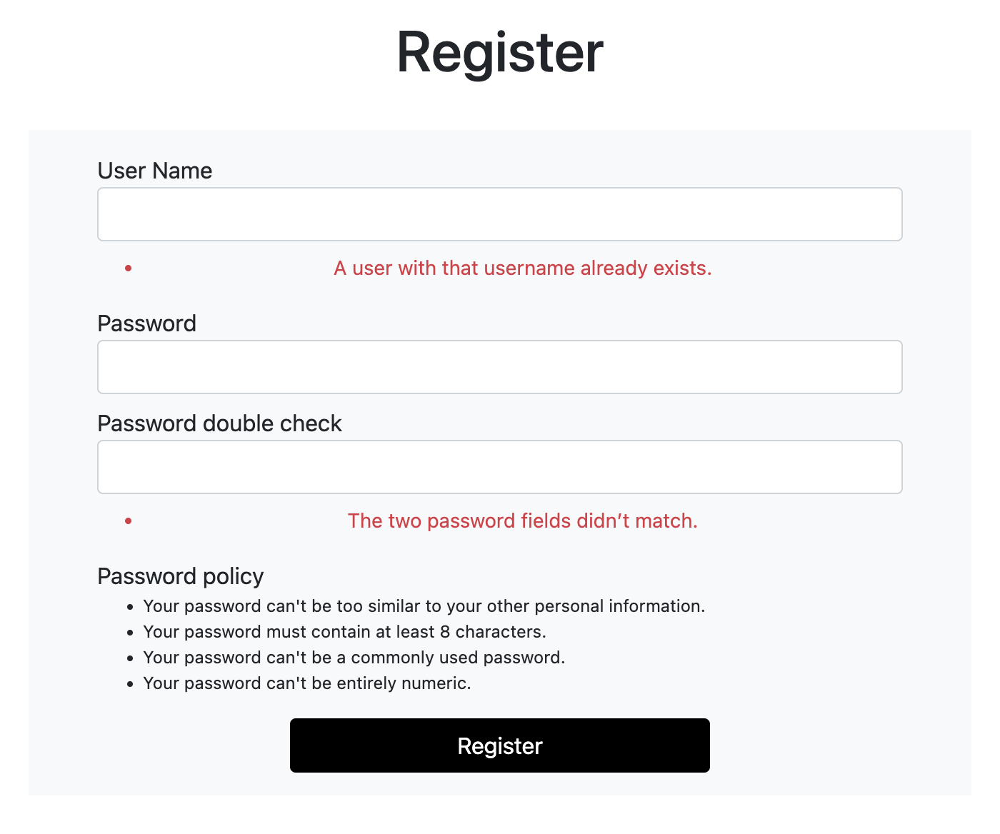 Register
User Name
• A user with that username already exists.
Password
Password double check
• The two password fields didn’t match.
Password policy
• Your password can't be too similar to your other personal information.
• Your password must contain at least 8 characters.
• Your password can't be a commonly used password.
• Your password can't be entirely numeric.
Register